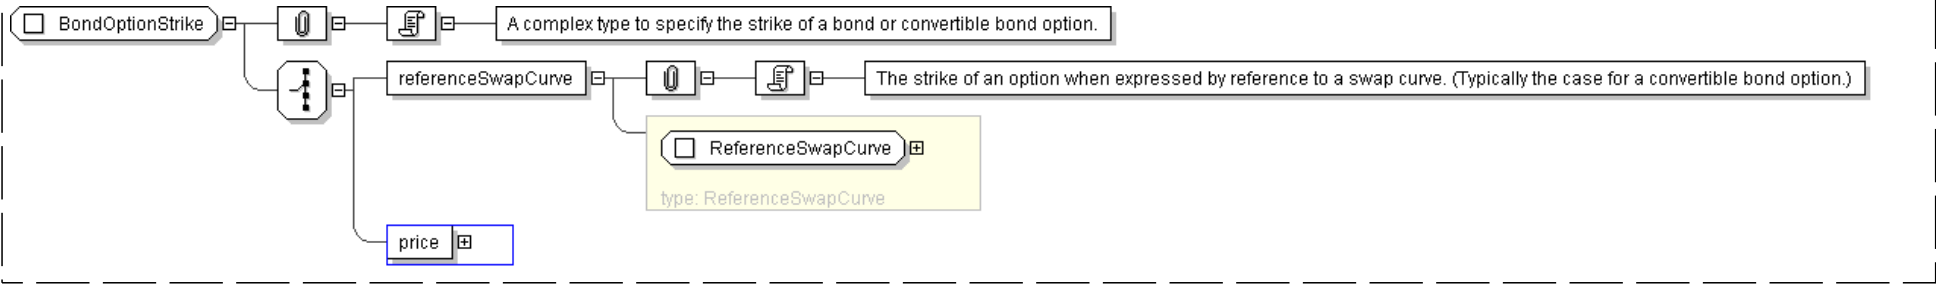 BondOptionStrike
A complex type to specify the strike of a bond or convertible bond option.
referenceSwapCurve
The strike of an option when expressed by reference to a swap curve. (Typically the case for a convertible bond option.)
ReferenceSwapCurve
type: ReferenceSwapCurve
price